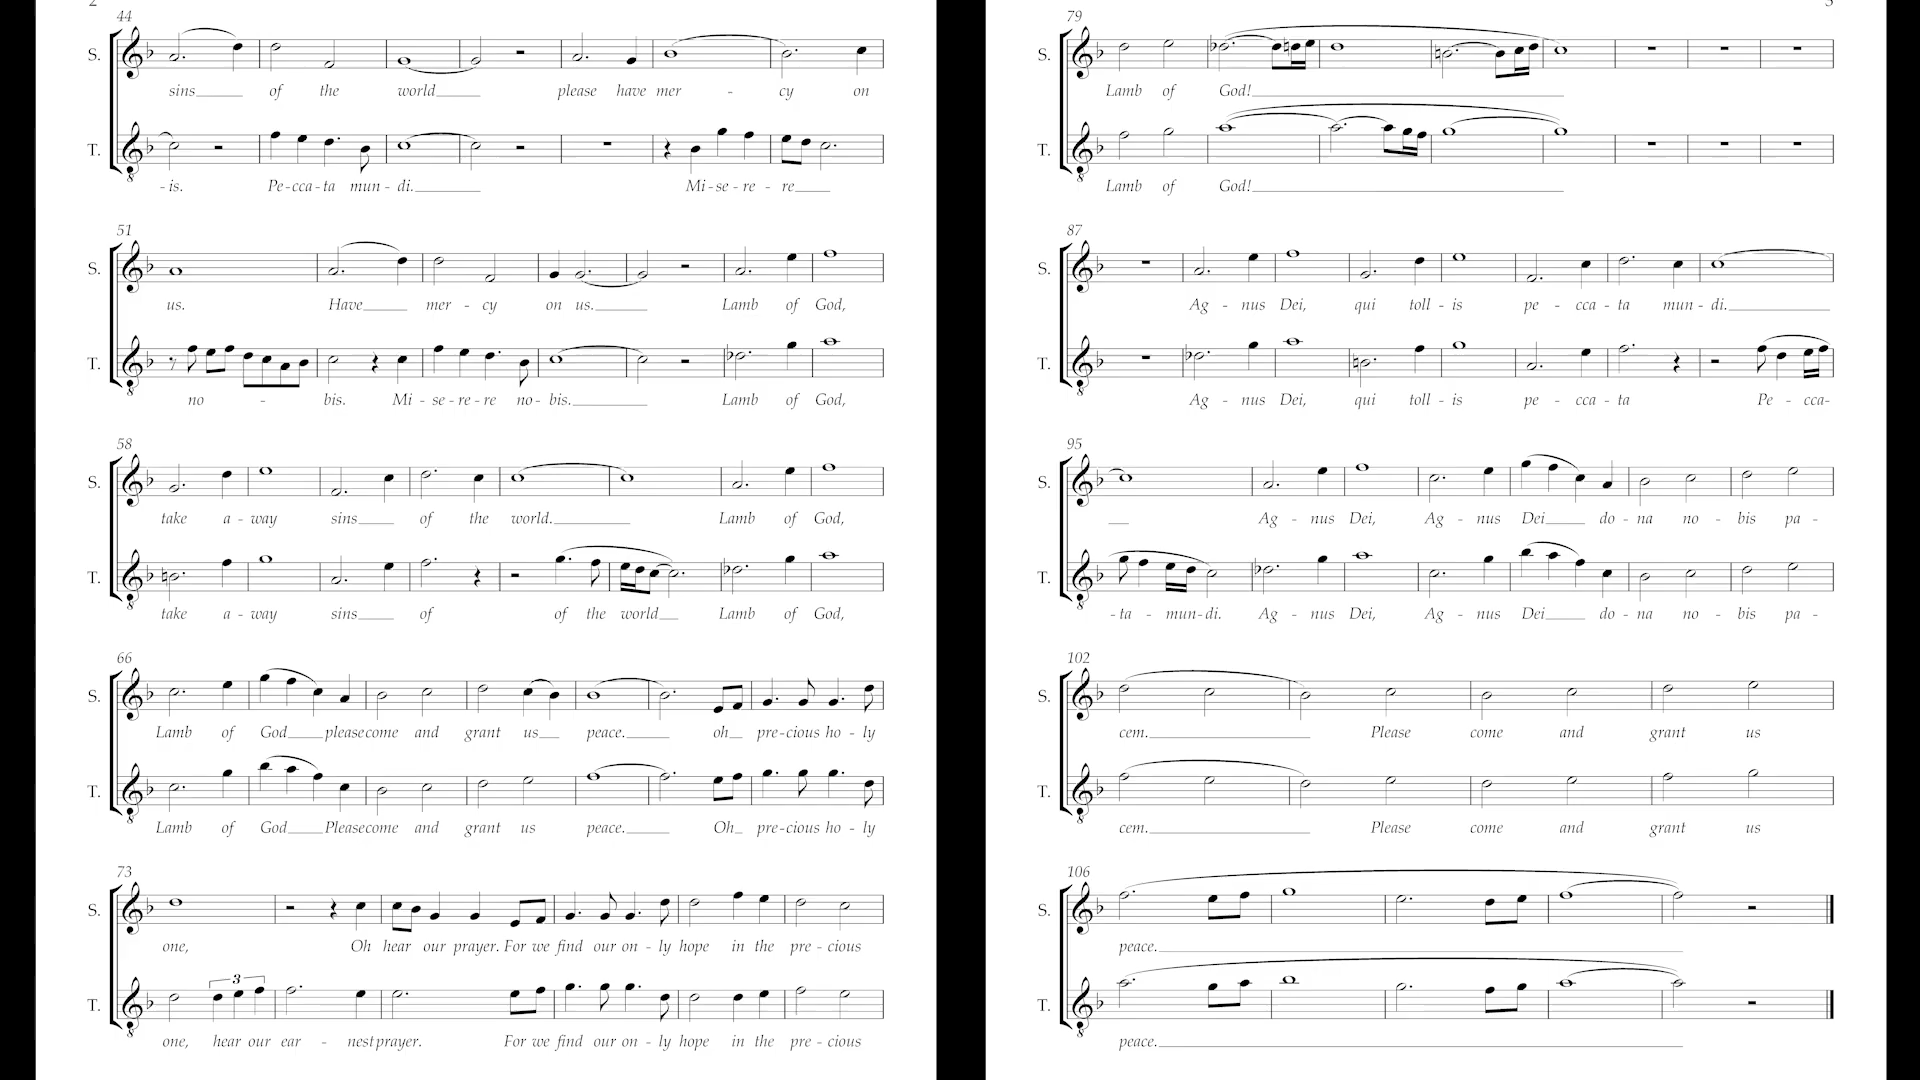 2
44
S.
sins of the world please have mer - cy on
T.
- is. Pe - cca - ta mun - di. Mi - se - re - re
51
S.
us. Have mer - cy on us. Lamb of God,
T.
no - bis. Mi - se - re - re no - bis. Lamb of God,
58
S.
take a - way sins of the world. Lamb of God,
T.
take a - way sins of of the world Lamb of God,
66
S.
Lamb of God please come and grant us peace. oh pre - cious ho - ly
T.
Lamb of God Please come and grant us peace. Oh pre - cious ho - ly
73
S.
one, Oh hear our prayer. For we find our on - ly hope in the pre - cious
3
T.
one, hear our ear - nest prayer. For we find our on - ly hope in the pre - cious
3
79
S.
Lamb of God!
T.
Lamb of God!
87
S.
Ag - nus Dei, qui toll - is pe - cca - ta mun - di.
T.
Ag - nus Dei, qui toll - is pe - cca - ta Pe - cca-
95
S.
Ag - nus Dei, Ag - nus Dei do - na no - bis pa -
T.
- ta - mun - di. Ag - nus Dei, Ag - nus Dei do - na no - bis pa -
102
S.
cem. Please come and grant us
T.
cem. Please come and grant us
106
S.
peace.
T.
peace.